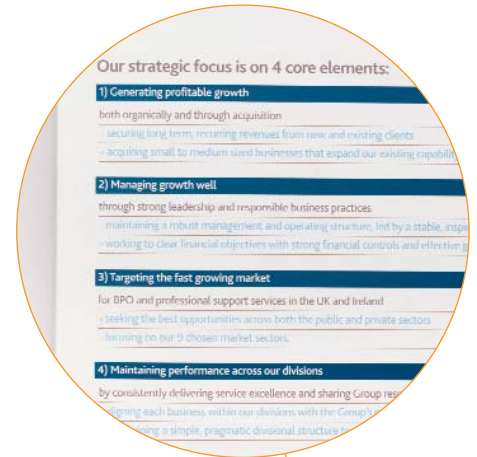 Our strategic focus is on 4 core elements:
1) Generating profitable growth
both organically and through acquisition
- securing long term, recurring revenues from new and existing clients
- acquiring small to medium sized businesses that expand our existing capability
2) Managing growth well
through strong leadership and responsible business practices
- maintaining a robust management and operating structure, led by a stable,
- working to clear financial objectives with strong financial controls and effective
3) Targeting the fast growing market
for BPO and professional support services in the UK and Ireland
- seeking the best opportunities across both the public and private sectors
- focusing on our 9 chosen market sectors.
4) Maintaining performance across our divisions
by consistently delivering service excellence and sharing Group
aligning each business within our divisions with the Group's
a simple, pragmatic divisional structure